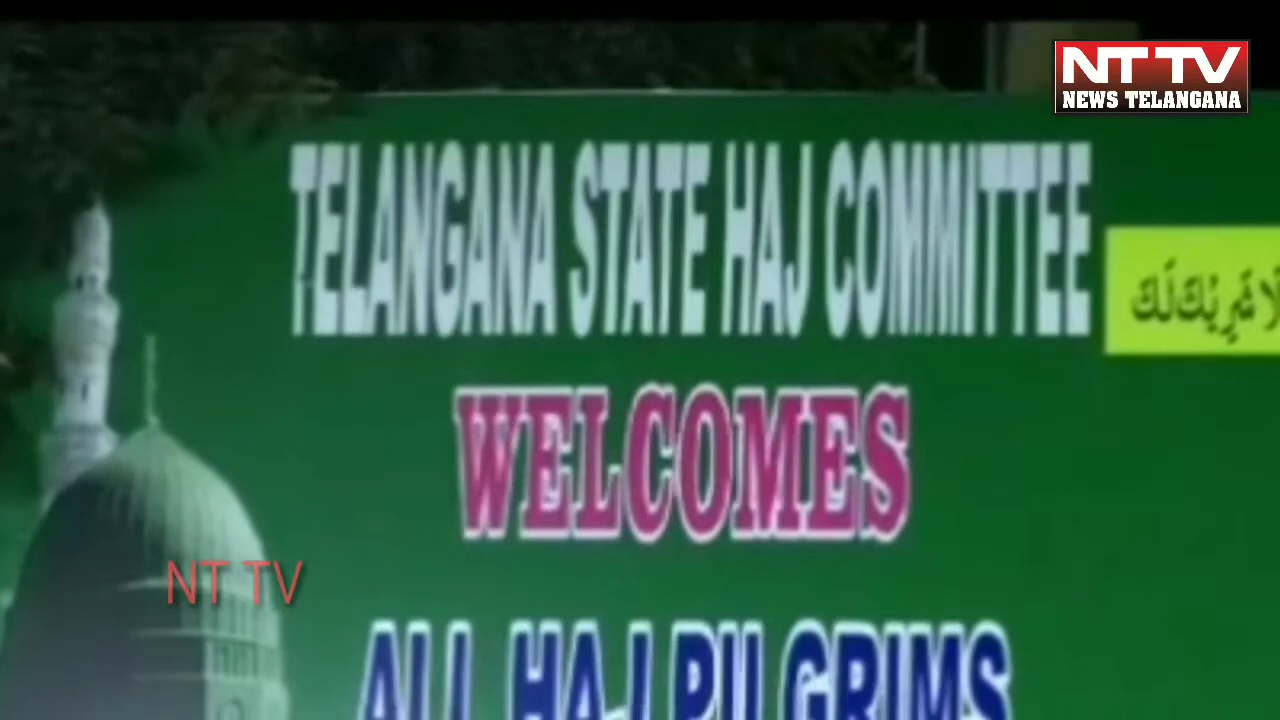 NT TV
NEWS TELANGANA
TELANGANA STATE HAJ COMMITTEE
لَا شَرِيْكَ لَكَ
WELCOMES
NT TV
ALL HAJ PILGRIMS